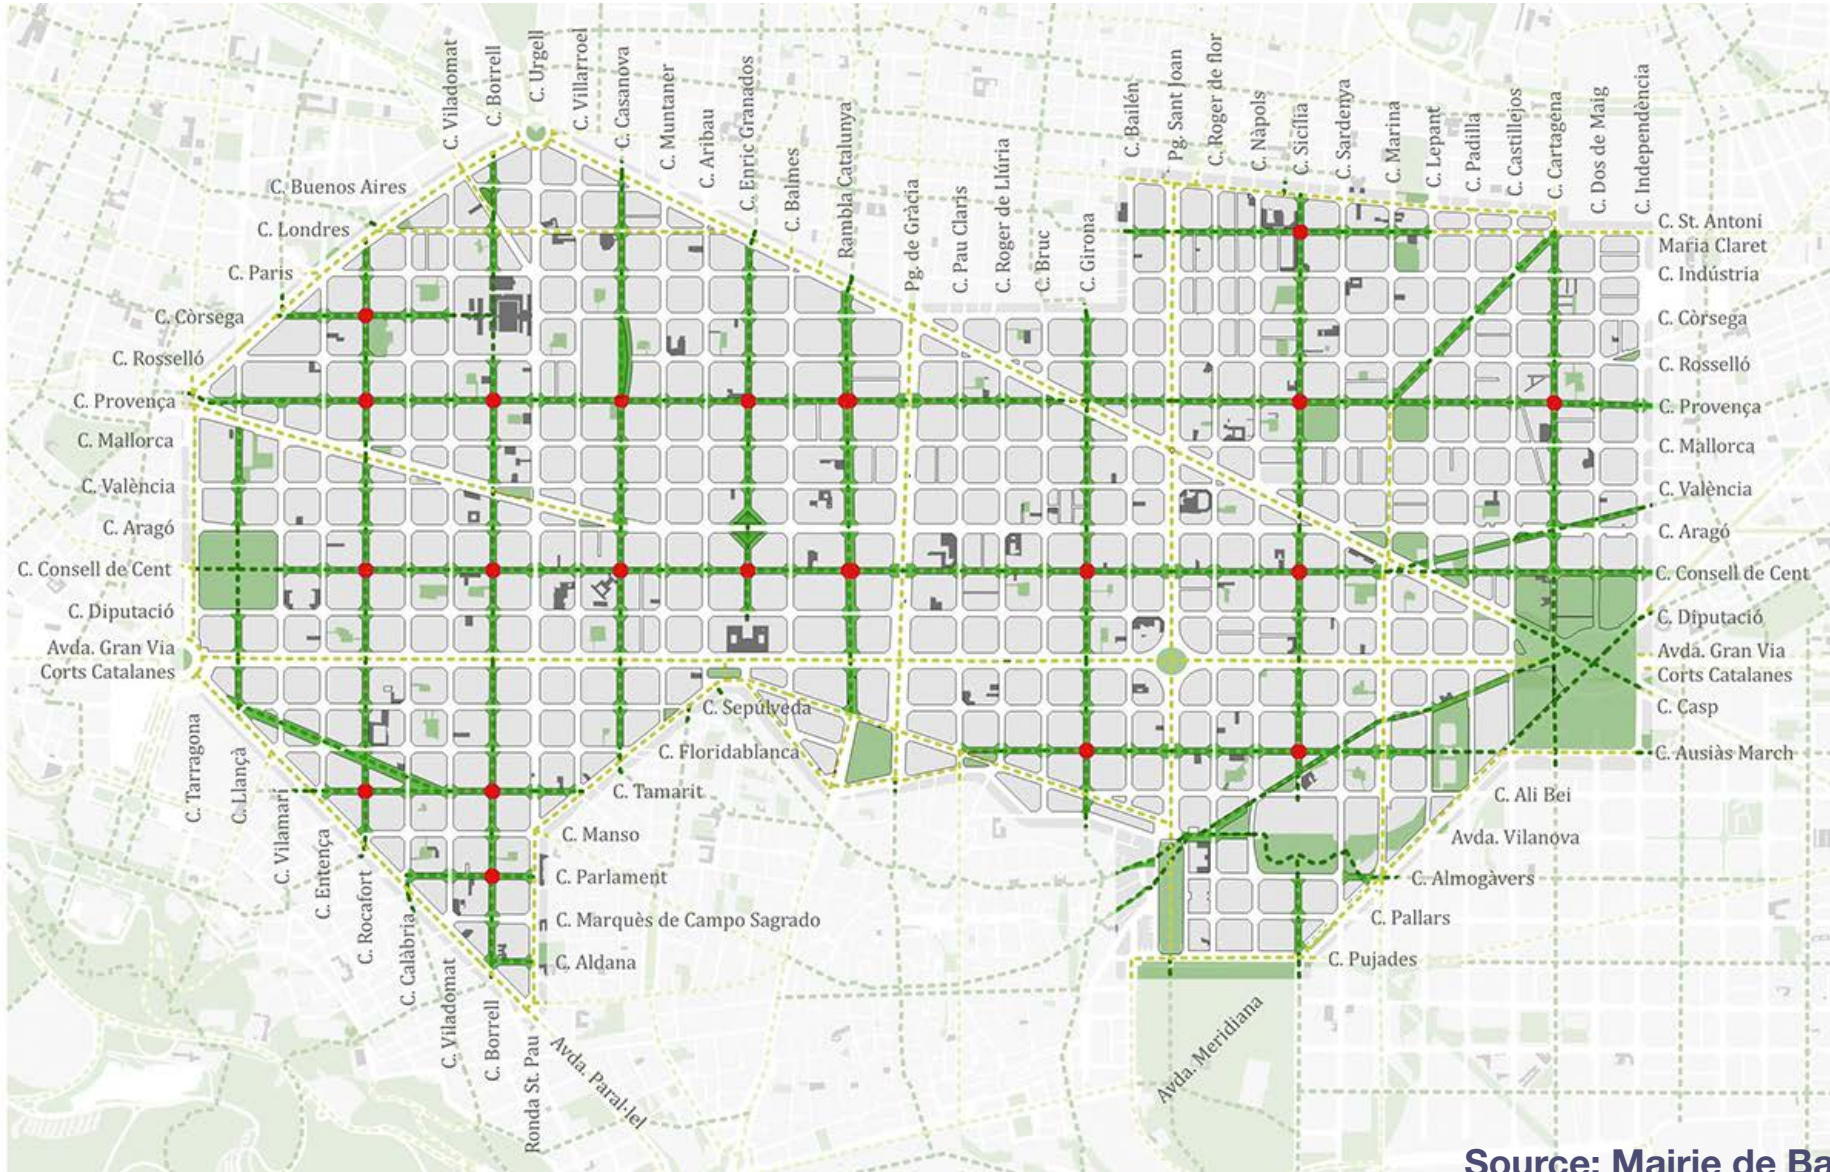 C. Viladomat
C. Borrell
C. Urgell
C. Villarroel
C. Casanova
C. Muntaner
C. Aribau
C. Enric Granados
C. Balmes
Rambla Catalunya
Pg. de Gràcia
C. Pau Claris
C. Roger de Llúria
C. Bruc
C. Girona
C. Bailén
Pg. Sant Joan
C. Roger de flor
C. Nàpols
C. Sicília
C. Sardenya
C. Marina
C. Lepant
C. Padilla
C. Castillejos
C. Cartagena
C. Dos de Maig
C. Independència
C. Buenos Aires
C. Londres
C. Paris
C. Còrsega
C. Rosselló
C. Provença
C. Mallorca
C. València
C. Aragó
C. Consell de Cent
C. Diputació
Avda. Gran Via
Corts Catalanes
C. St. Antoni
Maria Claret
C. Indústria
C. Còrsega
C. Rosselló
C. Provença
C. Mallorca
C. València
C. Aragó
C. Consell de Cent
C. Diputació
Avda. Gran Via
Corts Catalanes
C. Casp
C. Ausiàs March
C. Ali Bei
Avda. Vilanova
C. Almogàvers
C. Pallars
C. Pujades
C. Sepúlveda
C. Floridablanca
C. Tamarit
C. Manso
C. Parlament
C. Marquès de Campo Sagrado
C. Aldana
C. Tarragona
C. Llançà
C. Vilamarí
C. Entença
C. Rocafort
C. Calàbria
C. Viladomat
C. Borrell
Ronda St. Pau
Avda. Paral·lel
Avda. Meridiana
Source: Mairie de Ba